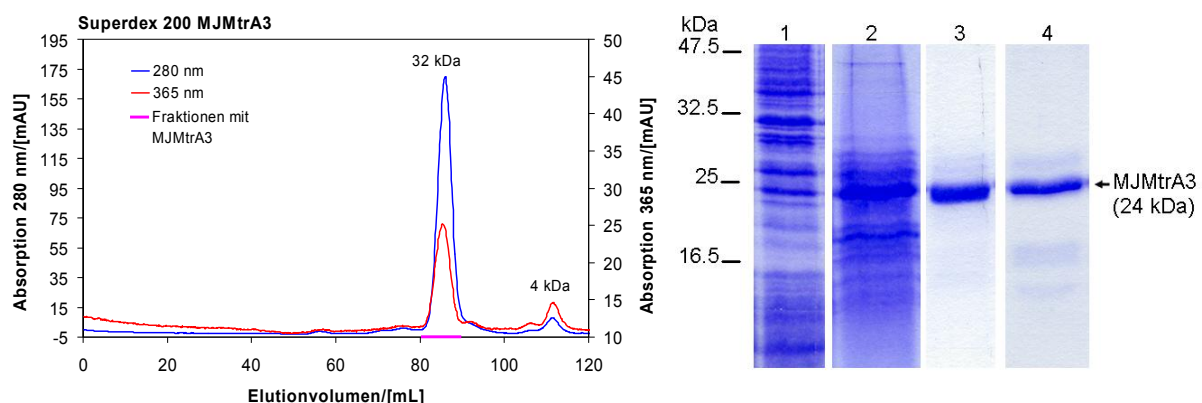 Superdex 200 MJMtrA3
195
175
155
135
115
95
75
55
35
15
-5
Absorption 280 nm/[mAU]
280 nm
365 nm
Fraktionen mit
MJMtrA3
32 kDa
4 kDa
50
45
40
35
30
25
20
15
10
Absorption 365 nm/[mAU]
0 20 40 60 80 100 120
Elutionvolumen/[mL]
kDa
1 2 3 4
47.5
32.5
25
16.5
MJMtrA3
(24 kDa)